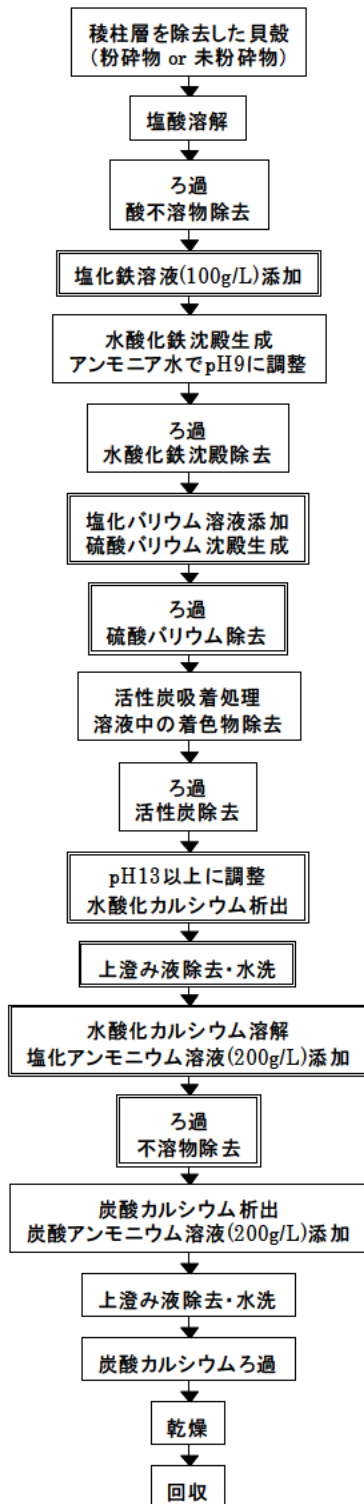 稜柱層を除去した貝殻
（粉砕物 or 未粉砕物）
塩酸溶解
ろ過
酸不溶物除去
塩化鉄溶液(100g/L)添加
水酸化鉄沈殿生成
アンモニア水でpH9に調整
ろ過
水酸化鉄沈殿除去
塩化バリウム溶液添加
硫酸バリウム沈殿生成
ろ過
硫酸バリウム除去
活性炭吸着処理
溶液中の着色物除去
ろ過
活性炭除去
pH13以上に調整
水酸化カルシウム析出
上澄み液除去・水洗
水酸化カルシウム溶解
塩化アンモニウム溶液(200g/L)添加
ろ過
不溶物除去
炭酸カルシウム析出
炭酸アンモニウム溶液(200g/L)添加
上澄み液除去・水洗
炭酸カルシウムろ過
乾燥
回収